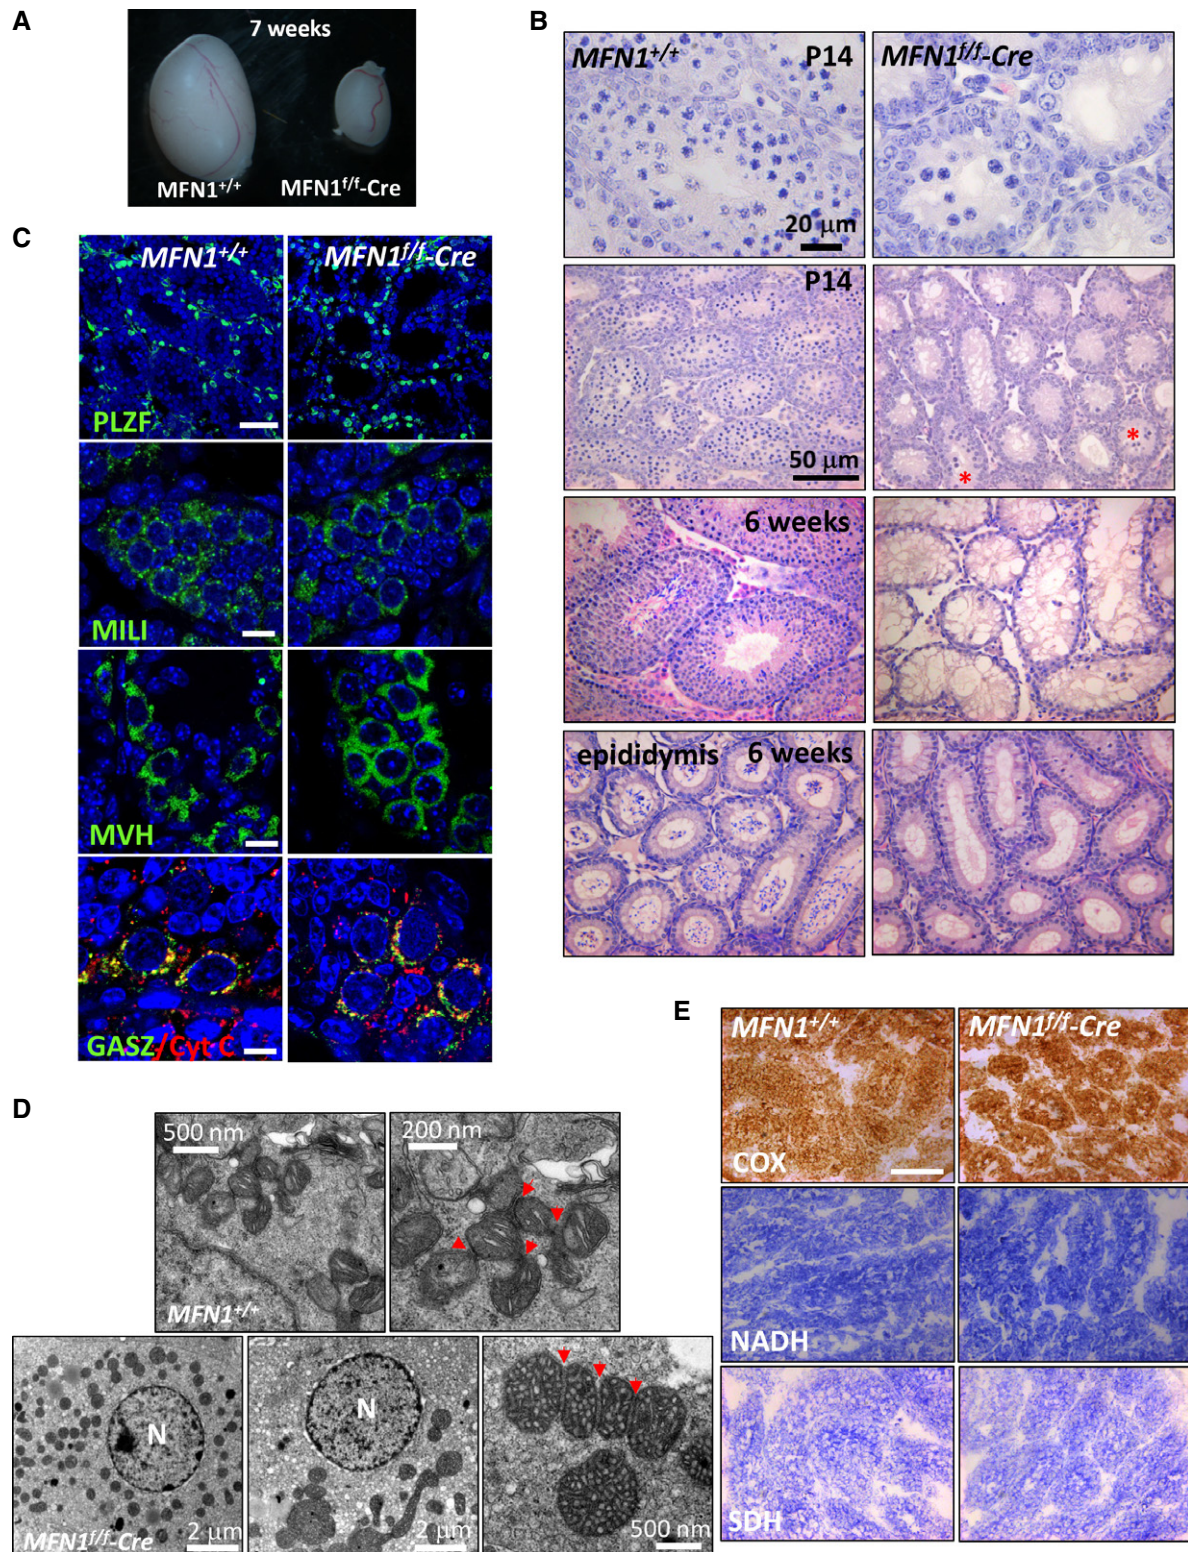 A
7 weeks
MFN1+/+
MFN1f/f-Cre
B
MFN1+/+
P14
MFN1f/f-Cre
20 µm
P14
50 µm
*
*
6 weeks
epididymis 6 weeks
C
MFN1+/+
MFN1f/f-Cre
PLZF
MILI
MVH
GASZ/Cyt C
D
500 nm
200 nm
MFN1+/+
N
MFN1f/f-Cre
2 µm
N
2 µm
500 nm
E
MFN1+/+
MFN1f/f-Cre
COX
NADH
SDH